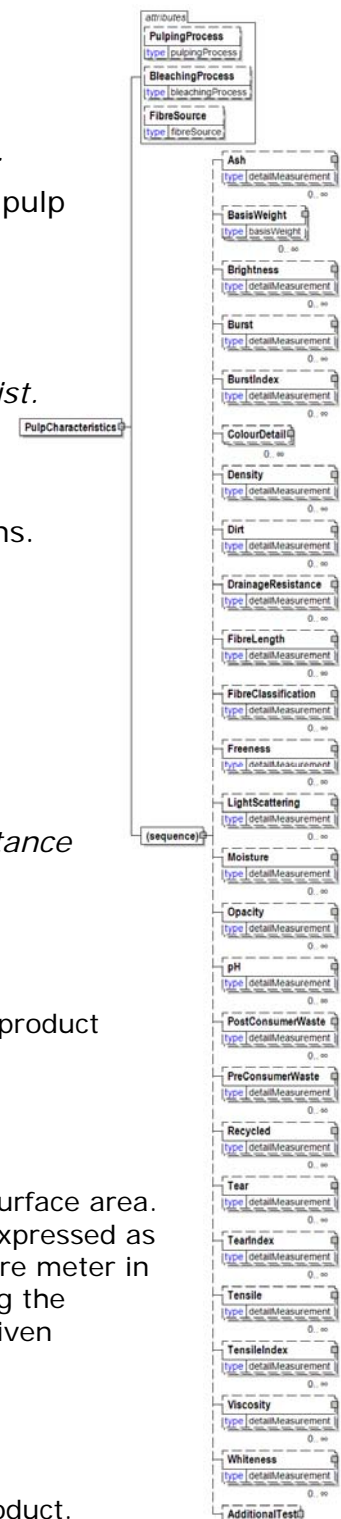 attributes
PulpingProcess
type pulpingProcess
BleachingProcess
type bleachingProcess
FibreSource
type fibreSource
pulp
ist.
ns.
tance
product
urface area.
expressed as
re meter in
g the
iven
oduct.
PulpCharacteristics
(sequence)
Ash
type detailMeasurement
0.. ∞
BasisWeight
type basisWeight
0.. ∞
Brightness
type detailMeasurement
0.. ∞
Burst
type detailMeasurement
0.. ∞
BurstIndex
type detailMeasurement
0.. ∞
ColourDetail
0.. ∞
Density
type detailMeasurement
0.. ∞
Dirt
type detailMeasurement
0.. ∞
DrainageResistance
type detailMeasurement
0.. ∞
FibreLength
type detailMeasurement
0.. ∞
FibreClassification
type detailMeasurement
0.. ∞
Freeness
type detailMeasurement
0.. ∞
LightScattering
type detailMeasurement
0.. ∞
Moisture
type detailMeasurement
0.. ∞
Opacity
type detailMeasurement
0.. ∞
pH
type detailMeasurement
0.. ∞
PostConsumerWaste
type detailMeasurement
0.. ∞
PreConsumerWaste
type detailMeasurement
0.. ∞
Recycled
type detailMeasurement
0.. ∞
Tear
type detailMeasurement
0.. ∞
TearIndex
type detailMeasurement
0.. ∞
Tensile
type detailMeasurement
0.. ∞
TensileIndex
type detailMeasurement
0.. ∞
Viscosity
type detailMeasurement
0.. ∞
Whiteness
type detailMeasurement
0.. ∞
AdditionalTest